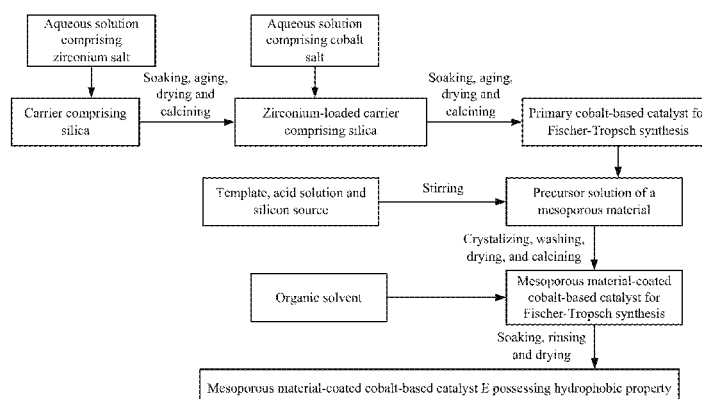 Aqueous solution
comprising
zirconium salt
Aqueous solution
comprising cobalt
salt
Soaking, aging,
drying and
calcining
Soaking, aging,
drying and
calcining
Carrier comprising
silica
Zirconium-loaded carrier
comprising silica
Primary cobalt-based catalyst for
Fischer-Tropsch synthesis
Template, acid solution and
silicon source
Stirring
Precursor solution of a
mesoporous material
Crystalizing, washing,
drying, and calcining
Organic solvent
Mesoporous material-coated
cobalt-based catalyst for
Fischer-Tropsch synthesis
Soaking, rinsing
and drying
Mesoporous material-coated cobalt-based catalyst E possessing hydrophobic property